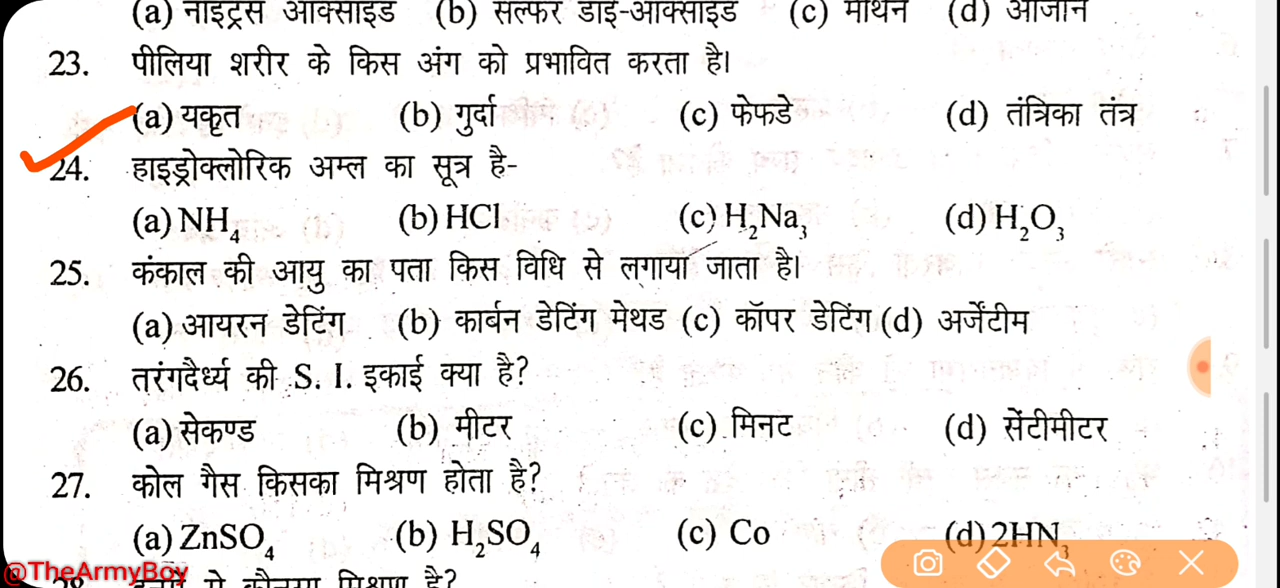 (a) नाइट्रस ऑक्साइड (b) सल्फर डाई-ऑक्साइड (c) मीथेन (d) ओजोन
23. पीलिया शरीर के किस अंग को प्रभावित करता है।
(a) यकृत (b) गुर्दा (c) फेफडे (d) तंत्रिका तंत्र
24. हाइड्रोक्लोरिक अम्ल का सूत्र है-
(a) NH₄ (b) HCl (c) H₂Na₃ (d) H₂O₃
25. कंकाल की आयु का पता किस विधि से लगाया जाता है।
(a) आयरन डेटिंग (b) कार्बन डेटिंग मेथड (c) कॉपर डेटिंग (d) अर्जेंटीम
26. तरंगदैर्ध्य की S. I. इकाई क्या है?
(a) सेकण्ड (b) मीटर (c) मिनट (d) सेंटीमीटर
27. कोल गैस किसका मिश्रण होता है?
(a) ZnSO₄ (b) H₂SO₄ (c) Co (d) 2HN₃
@TheArmyBoy